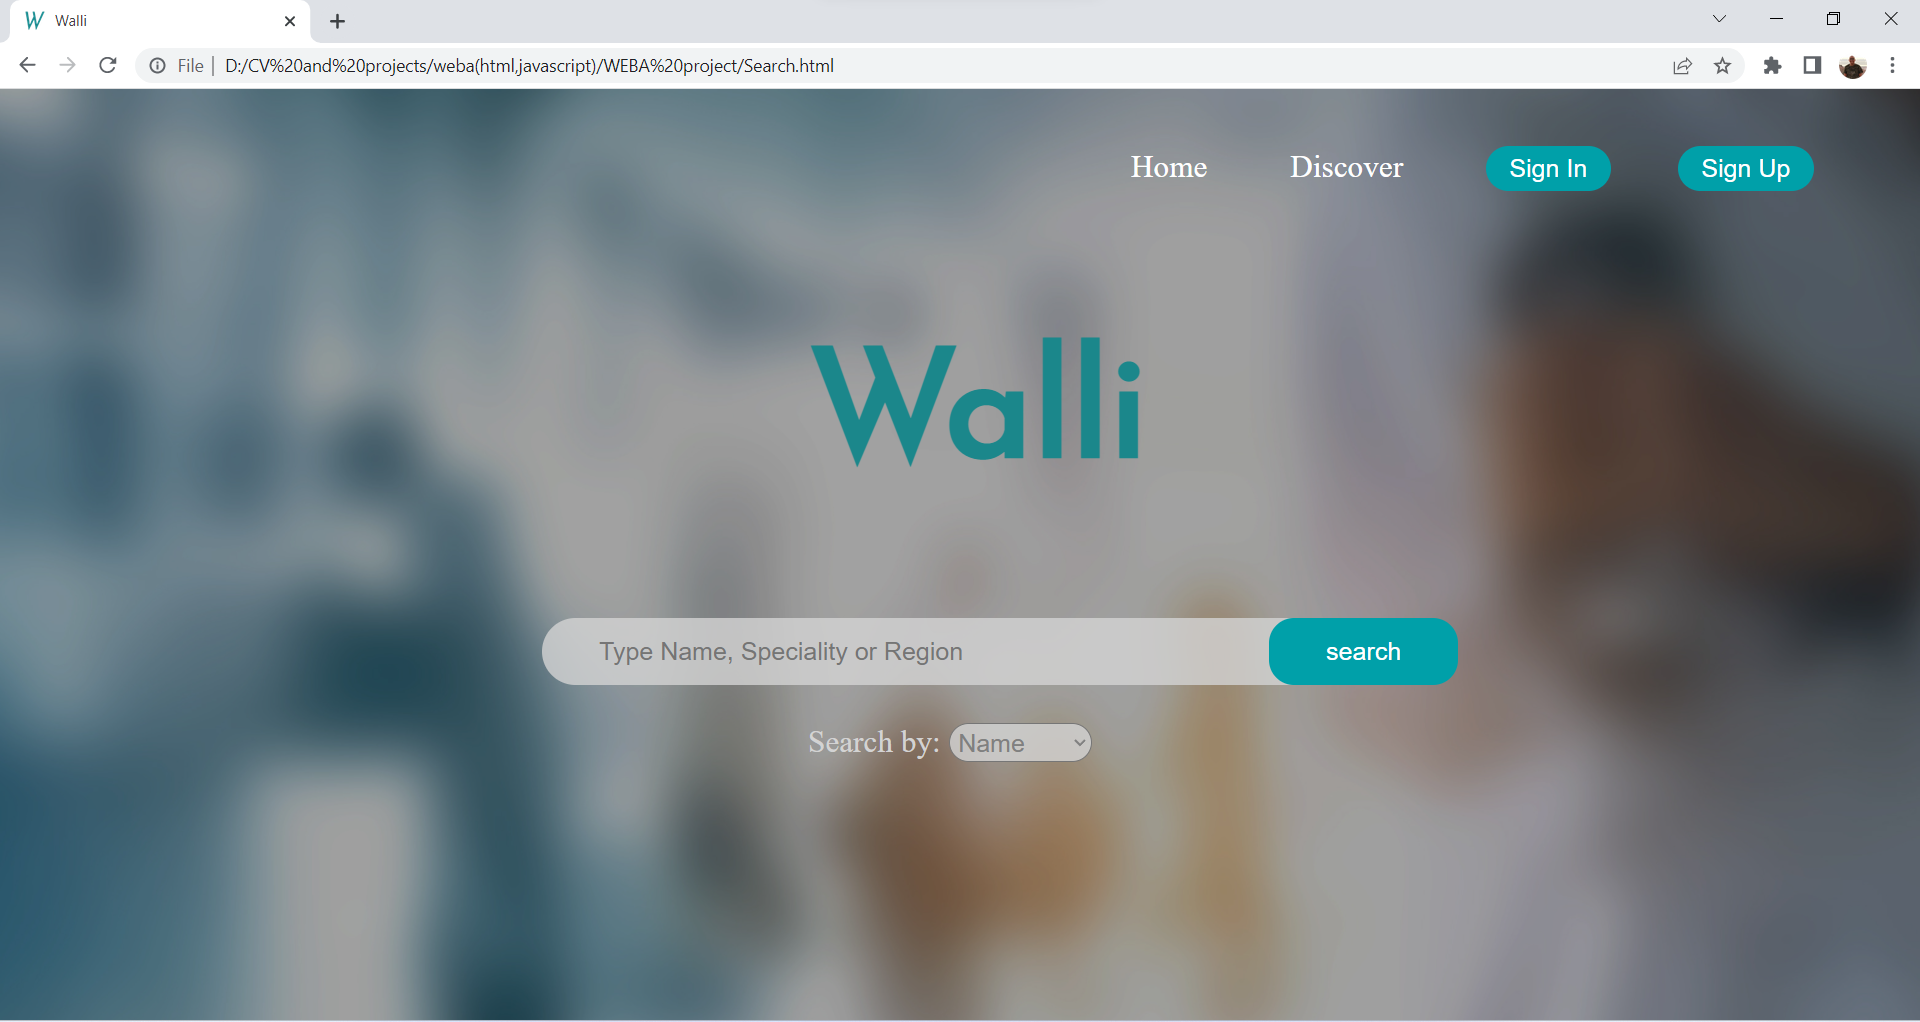 Walli
File
D:/CV%20and%20projects/weba(html,javascript)/WEBA%20project/Search.html
Home
Discover
Sign In
Sign Up
Walli
Type Name, Speciality or Region
search
Search by: Name